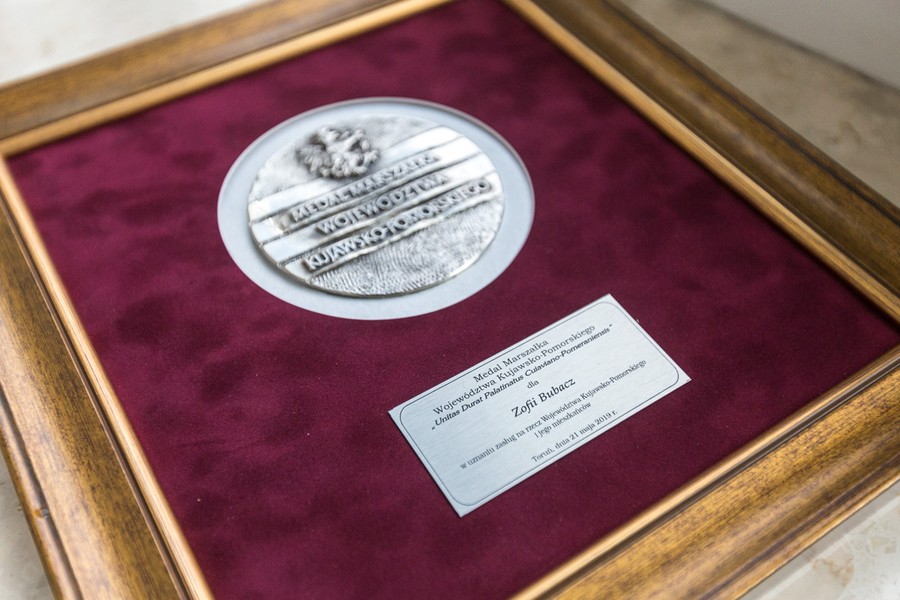 MEDAL MARSZAŁKA
WOJEWÓDZTWA
KUJAWSKO-POMORSKIEGO
Medal Marszałka
Województwa Kujawsko-Pomorskiego
„Unitas Durat Palatinatus Cuiaviano-Pomeraniensis”
dla
Zofii Bubacz
w uznaniu zasług na rzecz Województwa Kujawsko-Pomorskiego
i jego mieszkańców
Toruń, dnia 21 maja 2019 r.